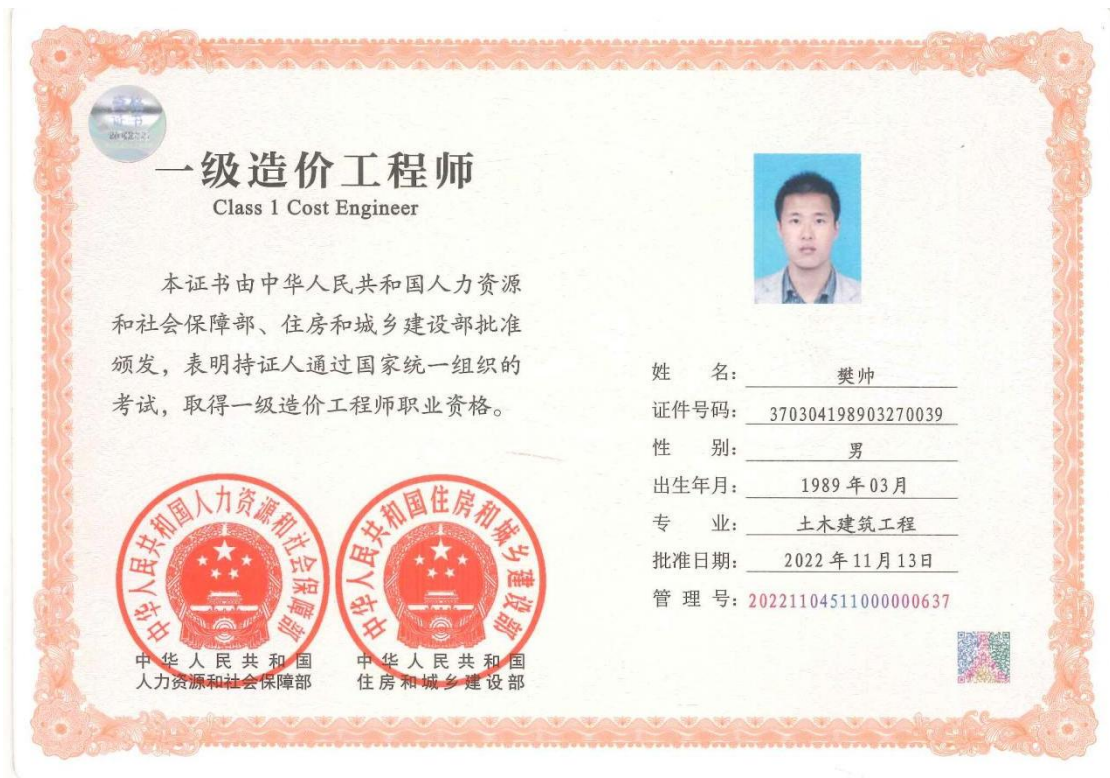 一级造价工程师
Class 1 Cost Engineer
本证书由中华人民共和国人力资源
和社会保障部、住房和城乡建设部批准
颁发，表明持证人通过国家统一组织的
考试，取得一级造价工程师职业资格。
中华人民共和国人力资源和社会保障部
中华人民共和国住房和城乡建设部
中华人民共和国
人力资源和社会保障部
中华人民共和国
住房和城乡建设部
姓 名： 樊帅
证件号码： 370304198903270039
性 别： 男
出生年月： 1989年03月
专 业： 土木建筑工程
批准日期： 2022年11月13日
管 理 号： 20221104511000000637